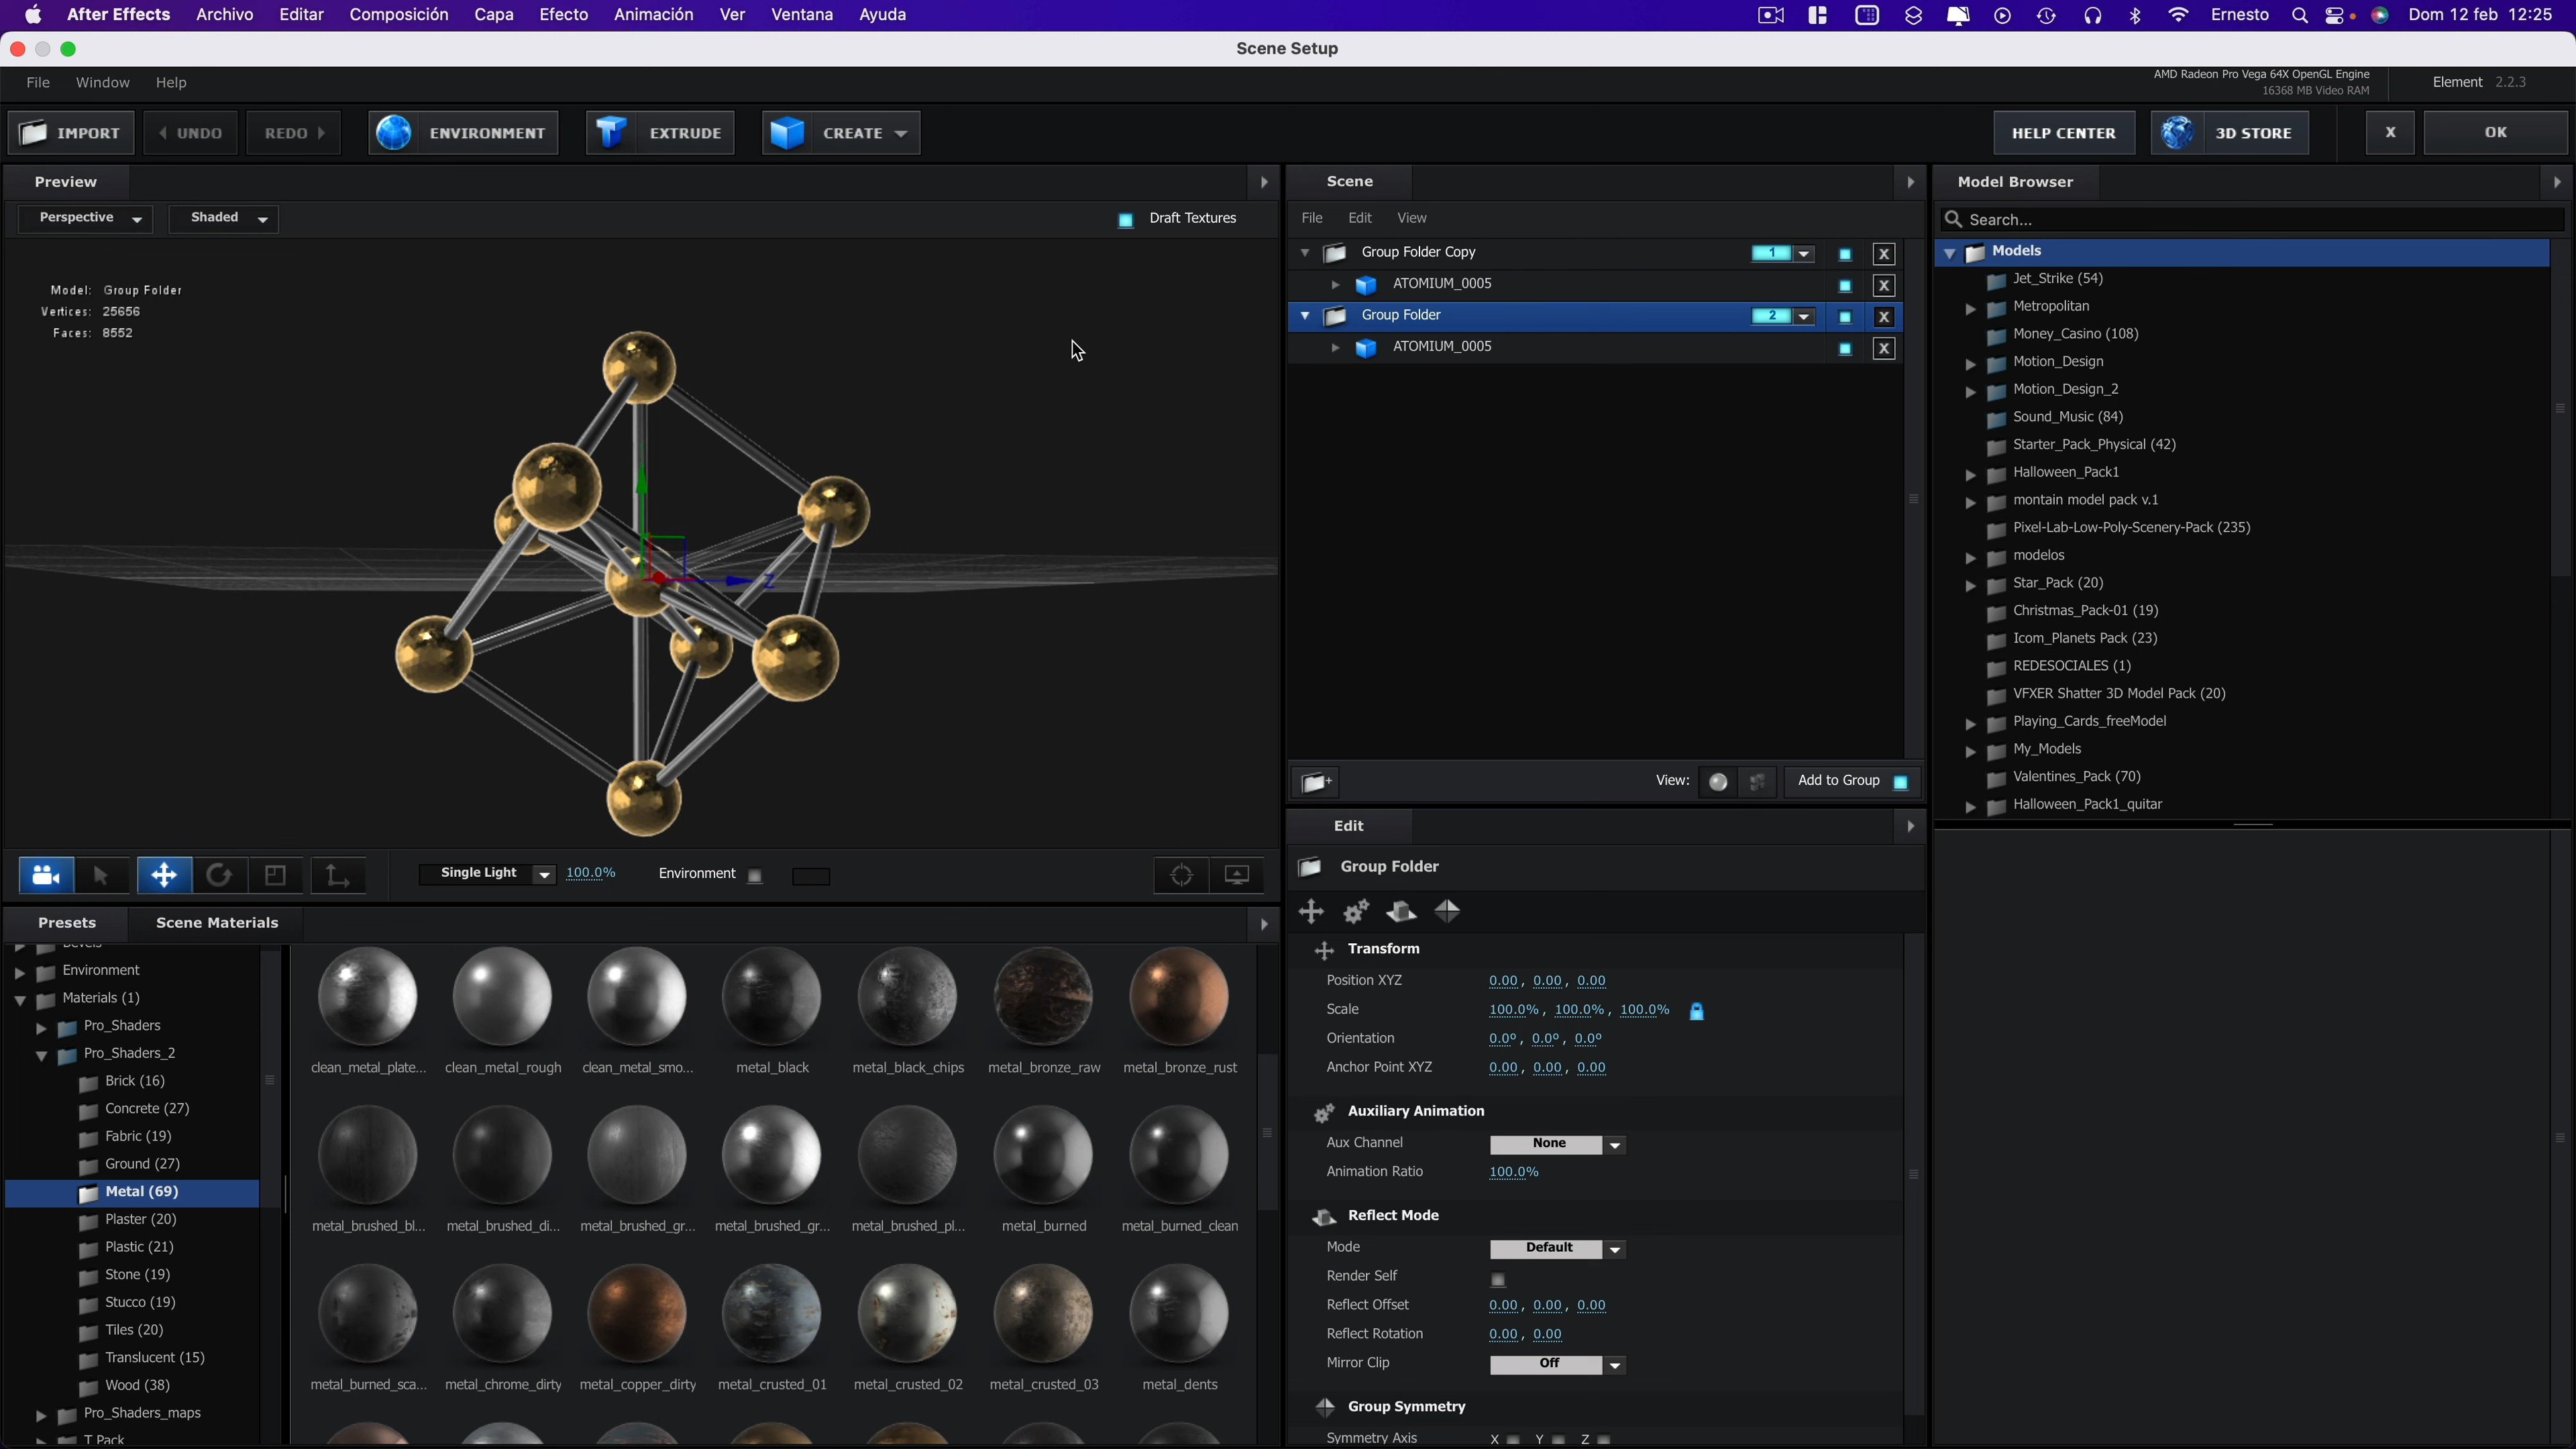 After Effects Archivo Editar Composición Capa Efecto Animación Ver Ventana Ayuda Ernesto Dom 12 feb 12:25
Scene Setup
File Window Help AMD Radeon Pro Vega 64X OpenGL Engine Element 2.2.3
16368 MB Video RAM
IMPORT UNDO REDO ENVIRONMENT EXTRUDE CREATE HELP CENTER 3D STORE X OK
Preview
Perspective Shaded Draft Textures
Model: Group Folder
Vertices: 25656
Faces: 8552
Z
Single Light 100.0% Environment
Presets Scene Materials
Bevels
Environment
Materials (1)
Pro_Shaders
Pro_Shaders_2
Brick (16)
Concrete (27)
Fabric (19)
Ground (27)
Metal (69)
Plaster (20)
Plastic (21)
Stone (19)
Stucco (19)
Tiles (20)
Translucent (15)
Wood (38)
Pro_Shaders_maps
T Pack
clean_metal_plate... clean_metal_rough clean_metal_smo... metal_black metal_black_chips metal_bronze_raw metal_bronze_rust
metal_brushed_bl... metal_brushed_di... metal_brushed_gr... metal_brushed_gr... metal_brushed_pl... metal_burned metal_burned_clean
metal_burned_sca... metal_chrome_dirty metal_copper_dirty metal_crusted_01 metal_crusted_02 metal_crusted_03 metal_dents
Scene
File Edit View
Group Folder Copy 1 X
ATOMIUM_0005 X
Group Folder 2 X
ATOMIUM_0005 X
View: Add to Group
Edit
Group Folder
Transform
Position XYZ 0.00, 0.00, 0.00
Scale 100.0%, 100.0%, 100.0%
Orientation 0.0°, 0.0°, 0.0°
Anchor Point XYZ 0.00, 0.00, 0.00
Auxiliary Animation
Aux Channel None
Animation Ratio 100.0%
Reflect Mode
Mode Default
Render Self
Reflect Offset 0.00, 0.00, 0.00
Reflect Rotation 0.00, 0.00
Mirror Clip Off
Group Symmetry
Symmetry Axis X Y Z
Model Browser
Search...
Models
Jet_Strike (54)
Metropolitan
Money_Casino (108)
Motion_Design
Motion_Design_2
Sound_Music (84)
Starter_Pack_Physical (42)
Halloween_Pack1
montain model pack v.1
Pixel-Lab-Low-Poly-Scenery-Pack (235)
modelos
Star_Pack (20)
Christmas_Pack-01 (19)
Icom_Planets Pack (23)
REDESOCIALES (1)
VFXER Shatter 3D Model Pack (20)
Playing_Cards_freeModel
My_Models
Valentines_Pack (70)
Halloween_Pack1_quitar